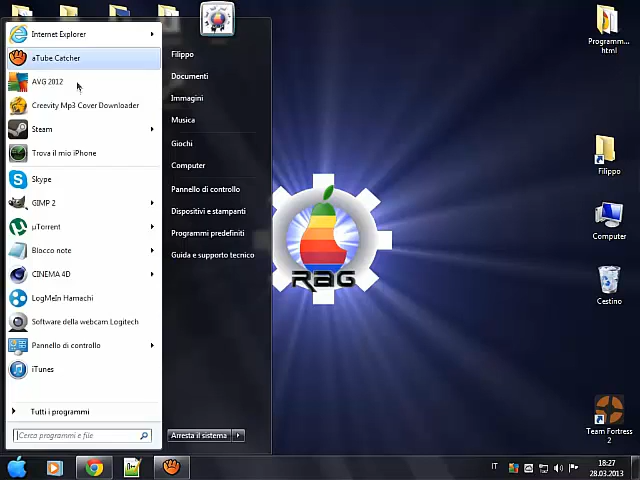 Internet Explorer
aTube Catcher
AVG 2012
Creevity Mp3 Cover Downloader
Steam
Trova il mio iPhone
Skype
GIMP 2
µTorrent
Blocco note
CINEMA 4D
LogMeIn Hamachi
Software della webcam Logitech
Pannello di controllo
iTunes
Tutti i programmi
Cerca programmi e file
Filippo
Documenti
Immagini
Musica
Giochi
Computer
Pannello di controllo
Dispositivi e stampanti
Programmi predefiniti
Guida e supporto tecnico
Arresta il sistema
RAG
Programm...
html
Filippo
Computer
Cestino
Team Fortress
2
IT
18:27
28.03.2013